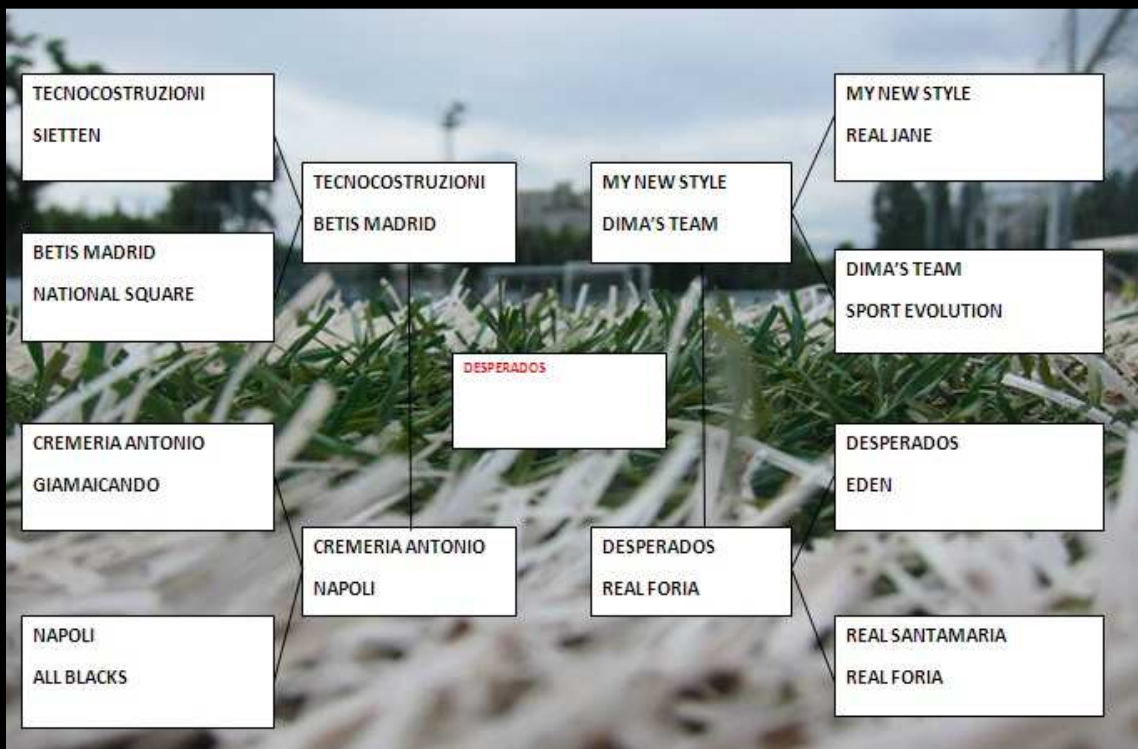 TECNOCOSTRUZIONI
SIETTEN
BETIS MADRID
NATIONAL SQUARE
CREMERIA ANTONIO
GIAMAICANDO
NAPOLI
ALL BLACKS
TECNOCOSTRUZIONI
BETIS MADRID
CREMERIA ANTONIO
NAPOLI
DESPERADOS
MY NEW STYLE
DIMA'S TEAM
DESPERADOS
REAL FORIA
MY NEW STYLE
REAL JANE
DIMA'S TEAM
SPORT EVOLUTION
DESPERADOS
EDEN
REAL SANTAMARIA
REAL FORIA